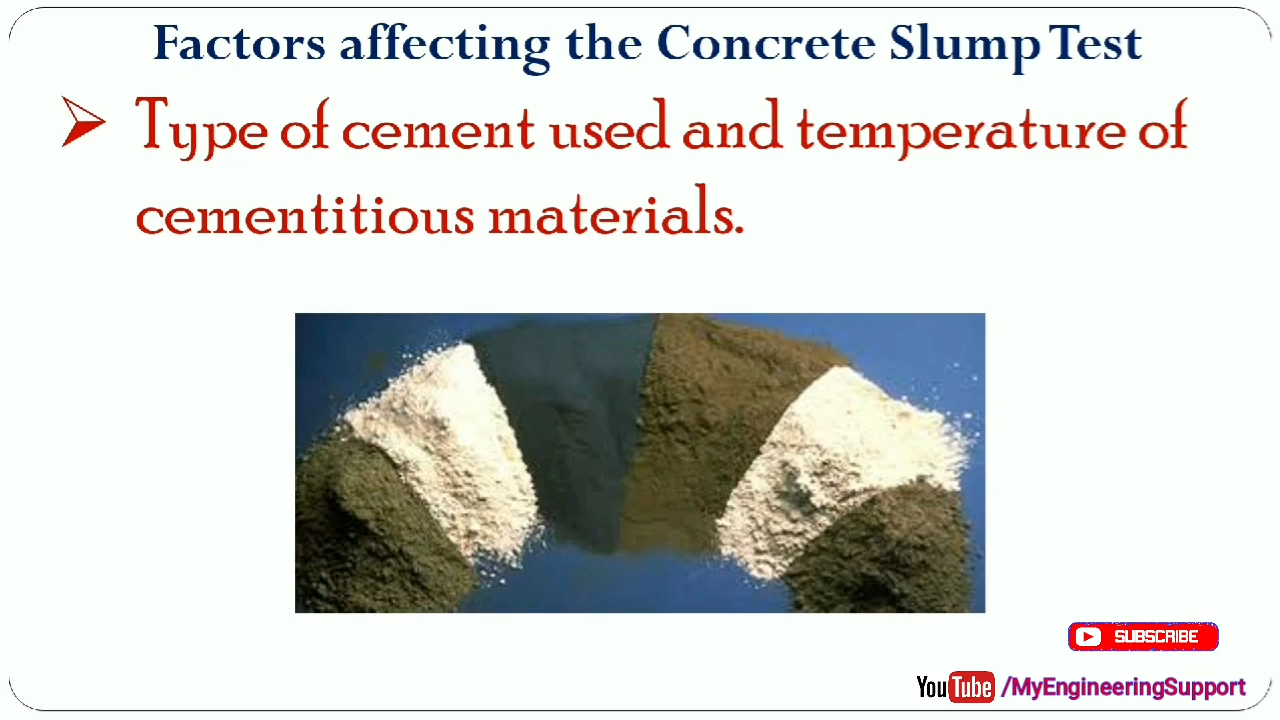 Factors affecting the Concrete Slump Test
Type of cement used and temperature of
cementitious materials.
SUBSCRIBE
YouTube /MyEngineeringSupport